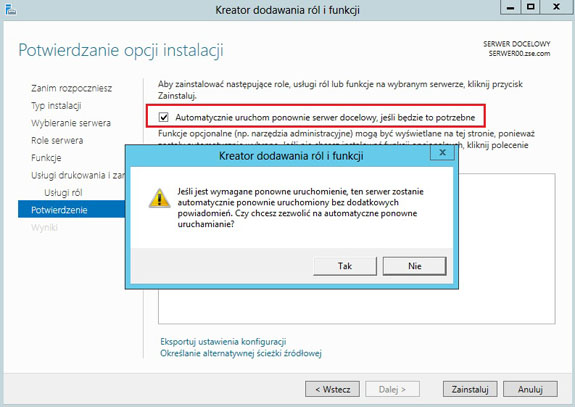 Kreator dodawania ról i funkcji
Potwierdzanie opcji instalacji
SERWER DOCELOWY
SERWER00.zse.com
Zanim rozpoczniesz
Typ instalacji
Wybieranie serwera
Role serwera
Funkcje
Usługi drukowania i zar
Usługi ról
Potwierdzenie
Wyniki
Aby zainstalować następujące role, usługi ról lub funkcje na wybranym serwerze, kliknij przycisk
Zainstaluj.
Automatycznie uruchom ponownie serwer docelowy, jeśli będzie to potrzebne
Funkcje opcjonalne (np. narzędzia administracyjne) mogą być wyświetlane na tej stronie, ponieważ
Kreator dodawania ról i funkcji
Jeśli jest wymagane ponowne uruchomienie, ten serwer zostanie
automatycznie ponownie uruchomiony bez dodatkowych
powiadomień. Czy chcesz zezwolić na automatyczne ponowne
uruchamianie?
Tak
Nie
Eksportuj ustawienia konfiguracji
Określanie alternatywnej ścieżki źródłowej
< Wstecz
Dalej >
Zainstaluj
Anuluj